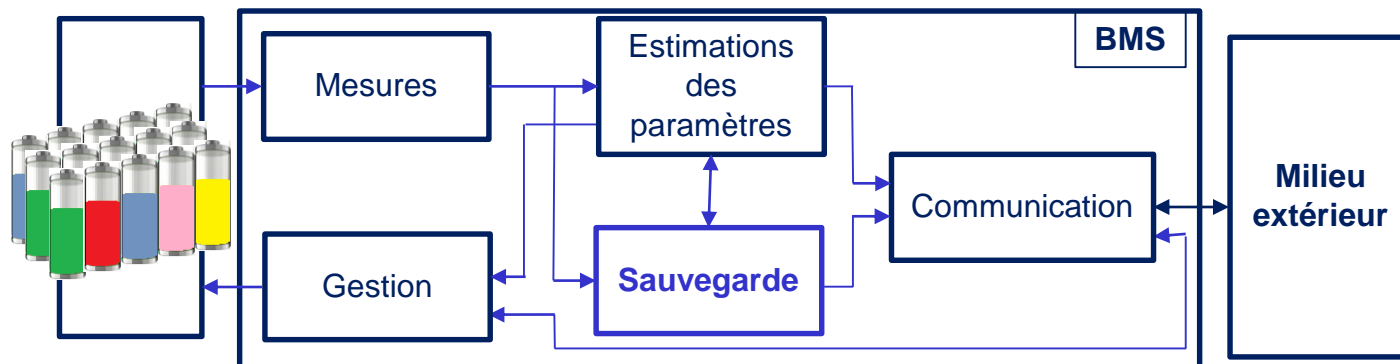 BMS
Mesures
Estimations
des
paramètres
Communication
Milieu
extérieur
Gestion
Sauvegarde